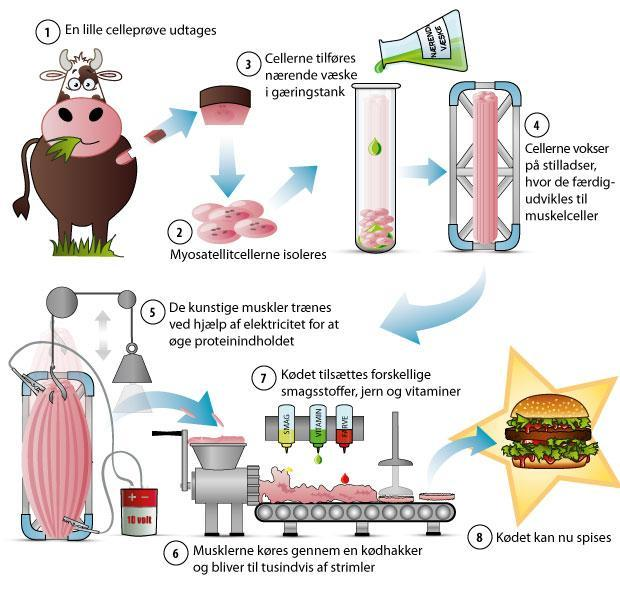 1 En lille celleprøve udtages
3 Cellerne tilføres
nærende væske
i gæringstank
NÆRENDE
VÆSKE
4
Cellerne vokser
på stilladser,
hvor de færdig-
udvikles til
muskelceller
2
Myosatellitcellerne isoleres
5 De kunstige muskler trænes
ved hjælp af elektricitet for at
øge proteinindholdet
7 Kødet tilsættes forskellige
smagsstoffer, jern og vitaminer
SMAG
VITAMIN
FARVE
+ -
10 volt
6 Musklerne køres gennem en kødhakker
og bliver til tusindvis af strimler
8 Kødet kan nu spises